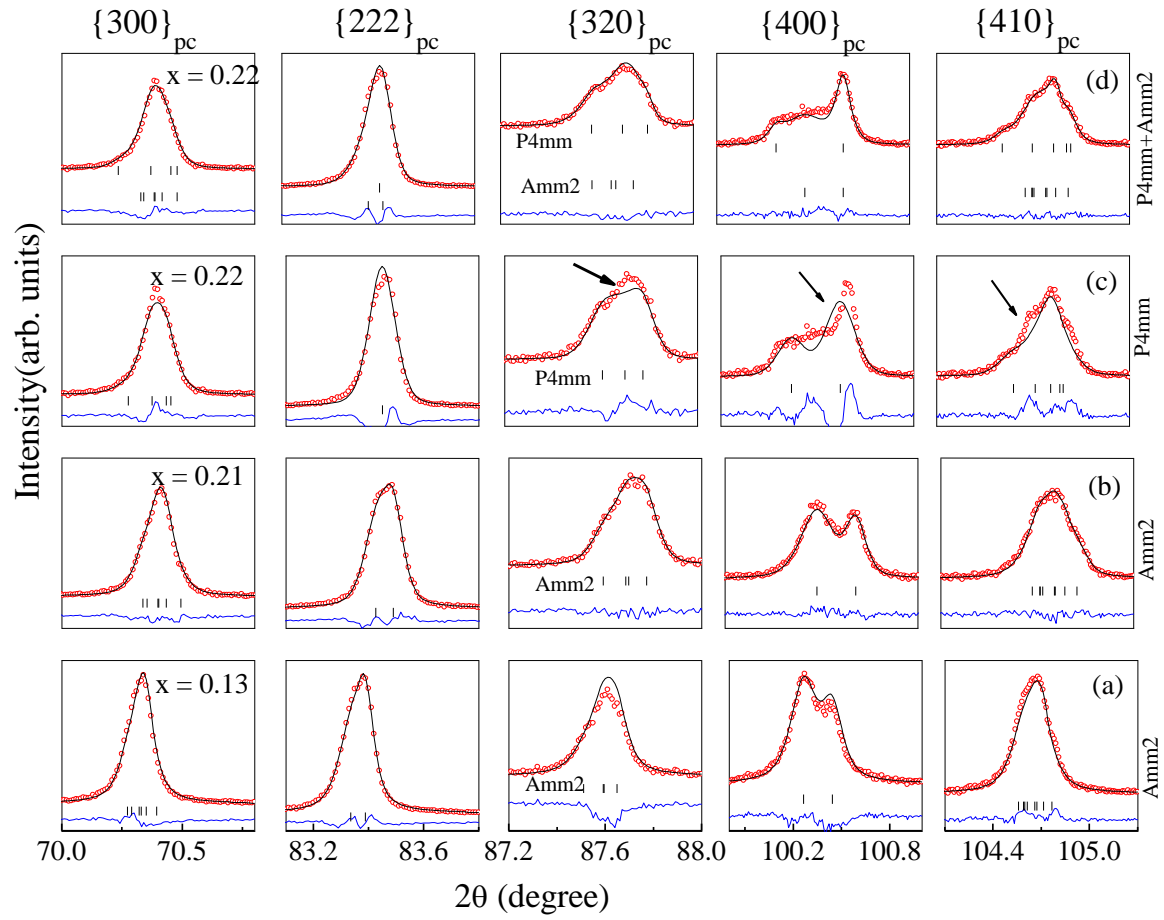 {300}pc {222}pc {320}pc {400}pc {410}pc
x = 0.22 (d)
P4mm
Amm2
P4mm+Amm2
x = 0.22 (c)
P4mm
P4mm
x = 0.21 (b)
Amm2
Amm2
x = 0.13 (a)
Amm2
Amm2
Intensity(arb. units)
70.0 70.5 83.2 83.6 87.2 87.6 88.0 100.2 100.8 104.4 105.0
2θ (degree)